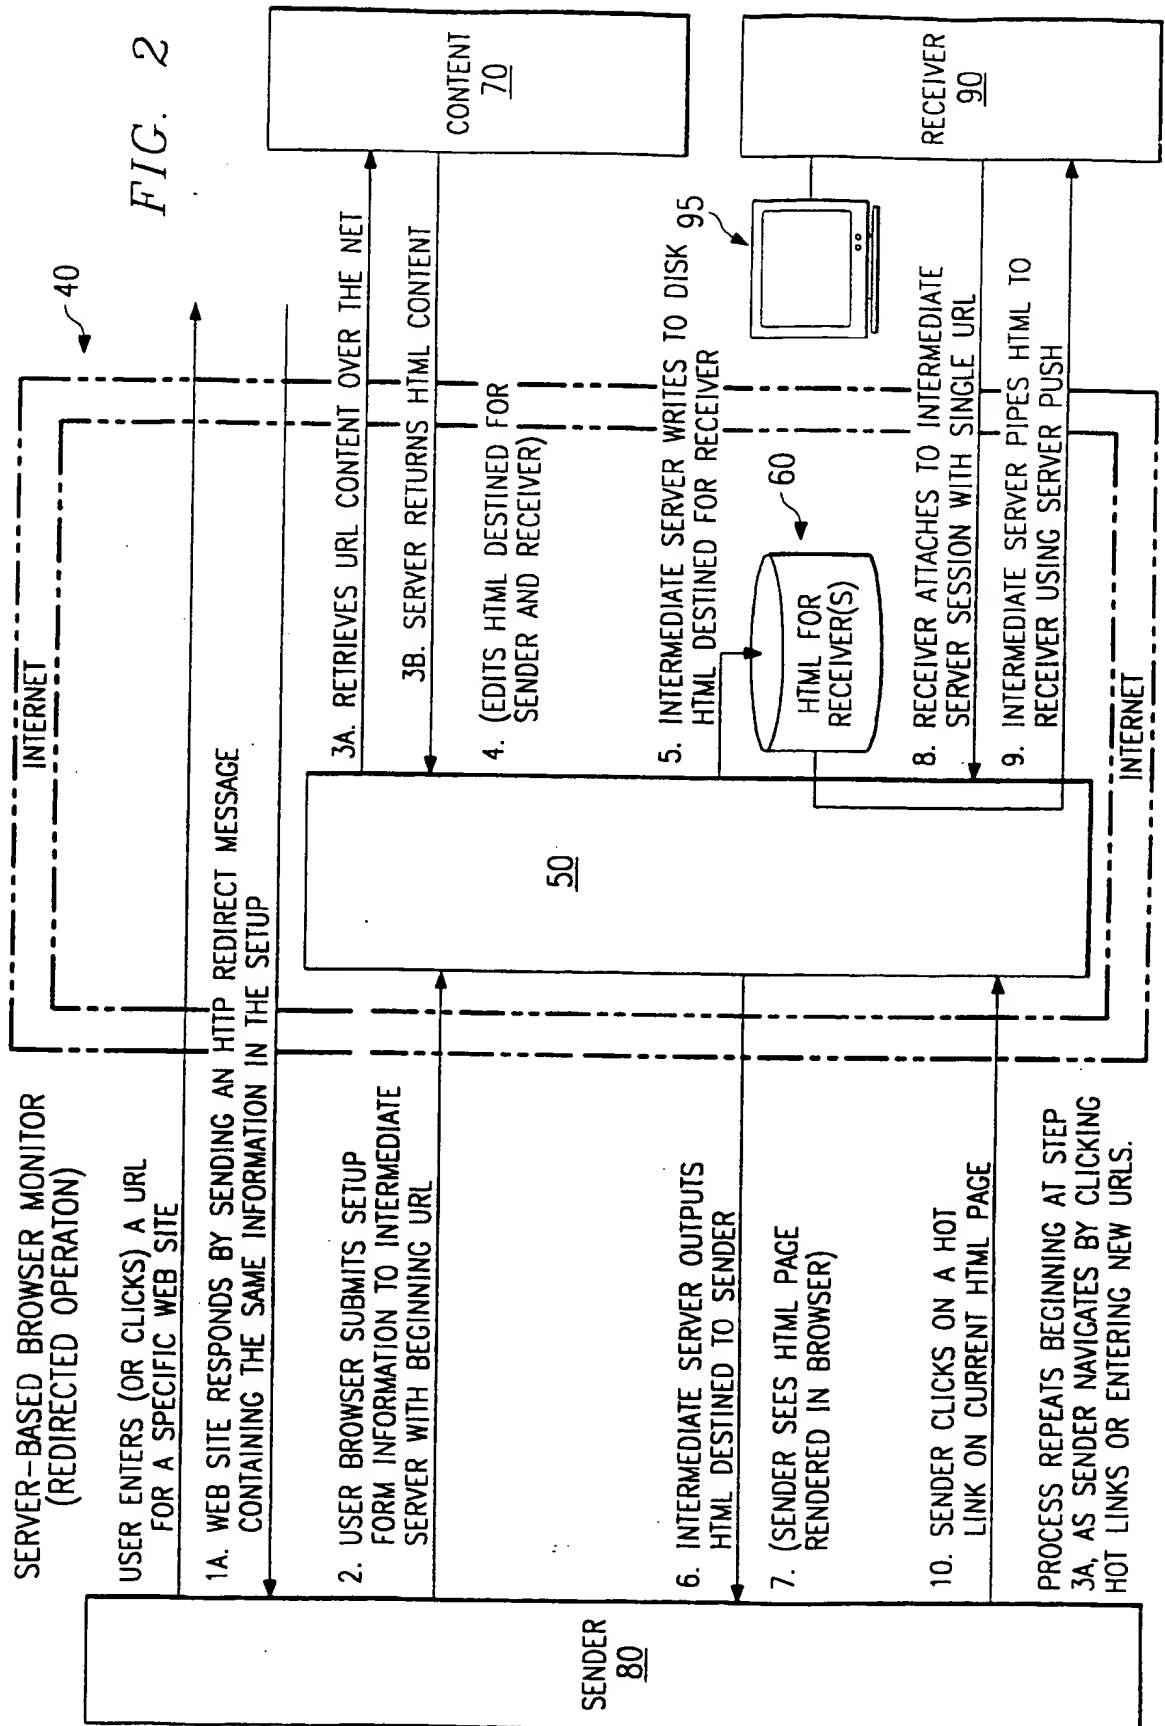 FIG. 2
SERVER-BASED BROWSER MONITOR
(REDIRECTED OPERATON)
40
INTERNET
USER ENTERS (OR CLICKS) A URL
FOR A SPECIFIC WEB SITE
1A. WEB SITE RESPONDS BY SENDING AN HTTP REDIRECT MESSAGE
CONTAINING THE SAME INFORMATION IN THE SETUP
2. USER BROWSER SUBMITS SETUP
FORM INFORMATION TO INTERMEDIATE
SERVER WITH BEGINNING URL
3A. RETRIEVES URL CONTENT OVER THE NET
3B. SERVER RETURNS HTML CONTENT
CONTENT
70
4. (EDITS HTML DESTINED FOR
SENDER AND RECEIVER)
SENDER
80
50
5. INTERMEDIATE SERVER WRITES TO DISK
HTML DESTINED FOR RECEIVER
95
6. INTERMEDIATE SERVER OUTPUTS
HTML DESTINED TO SENDER
7. (SENDER SEES HTML PAGE
RENDERED IN BROWSER)
60
HTML FOR
RECEIVER(S)
RECEIVER
90
8. RECEIVER ATTACHES TO INTERMEDIATE
SERVER SESSION WITH SINGLE URL
9. INTERMEDIATE SERVER PIPES HTML TO
RECEIVER USING SERVER PUSH
10. SENDER CLICKS ON A HOT
LINK ON CURRENT HTML PAGE
PROCESS REPEATS BEGINNING AT STEP
3A, AS SENDER NAVIGATES BY CLICKING
HOT LINKS OR ENTERING NEW URLS.
INTERNET